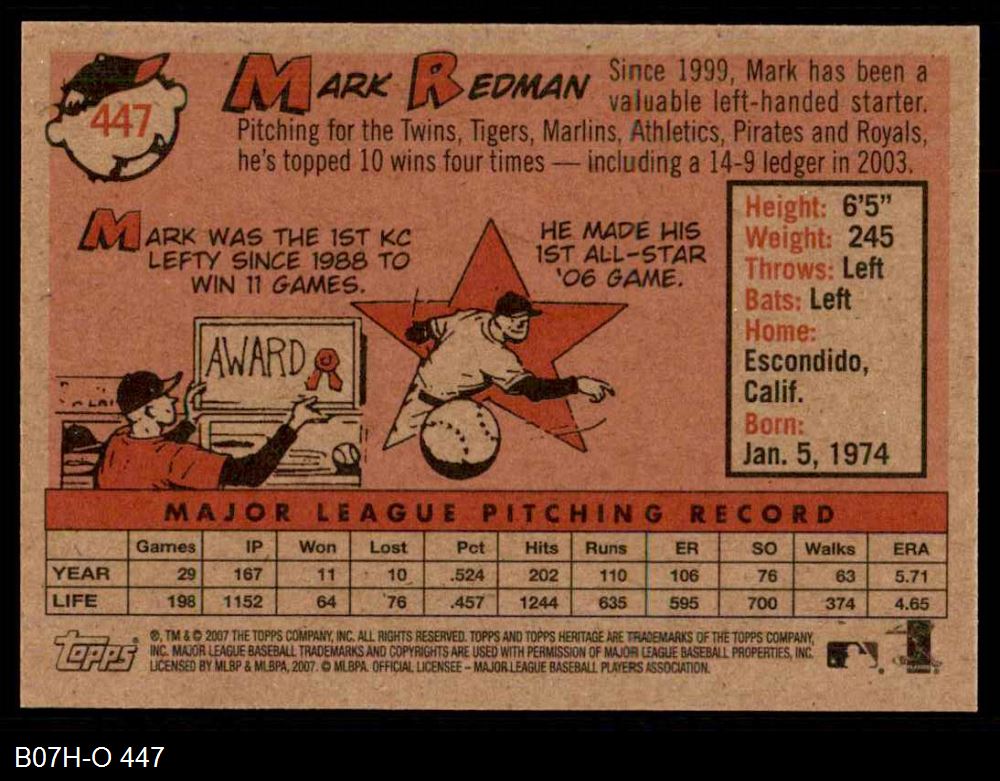 447
MARK REDMAN
Since 1999, Mark has been a
valuable left-handed starter.
Pitching for the Twins, Tigers, Marlins, Athletics, Pirates and Royals,
he's topped 10 wins four times — including a 14-9 ledger in 2003.
MARK WAS THE 1ST KC
LEFTY SINCE 1988 TO
WIN 11 GAMES.
HE MADE HIS
1ST ALL-STAR
'06 GAME.
AWARD
Height: 6'5"
Weight: 245
Throws: Left
Bats: Left
Home:
Escondido,
Calif.
Born:
Jan. 5, 1974
MAJOR LEAGUE PITCHING RECORD
Games IP Won Lost Pct Hits Runs ER SO Walks ERA
YEAR 29 167 11 10 .524 202 110 106 76 63 5.71
LIFE 198 1152 64 76 .457 1244 635 595 700 374 4.65
Topps®
®, TM & © 2007 THE TOPPS COMPANY, INC. ALL RIGHTS RESERVED. TOPPS AND TOPPS HERITAGE ARE TRADEMARKS OF THE TOPPS COMPANY,
INC. MAJOR LEAGUE BASEBALL TRADEMARKS AND COPYRIGHTS ARE USED WITH PERMISSION OF MAJOR LEAGUE BASEBALL PROPERTIES, INC.
LICENSED BY MLBP & MLBPA, 2007. © MLBPA. OFFICIAL LICENSEE – MAJOR LEAGUE BASEBALL PLAYERS ASSOCIATION.
B07H-O 447